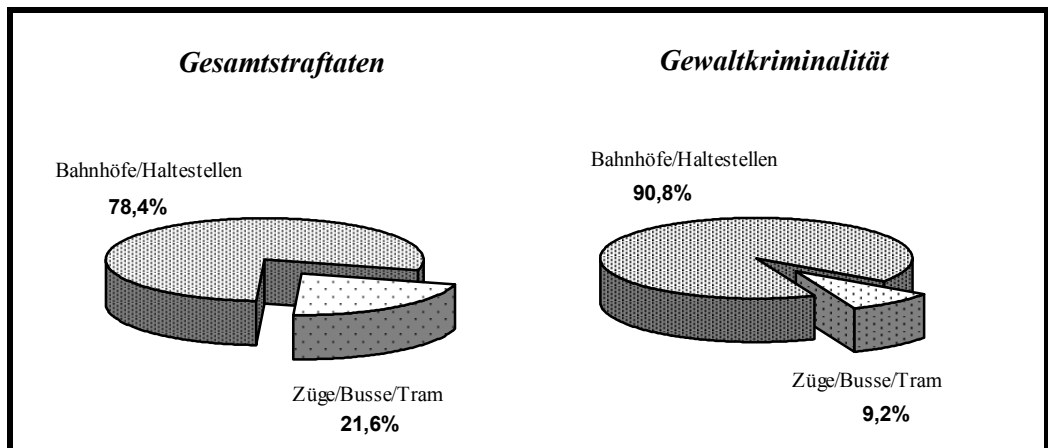 Gesamtstraftaten
Bahnhöfe/Haltestellen
78,4%
Züge/Busse/Tram
21,6%
Gewaltkriminalität
Bahnhöfe/Haltestellen
90,8%
Züge/Busse/Tram
9,2%